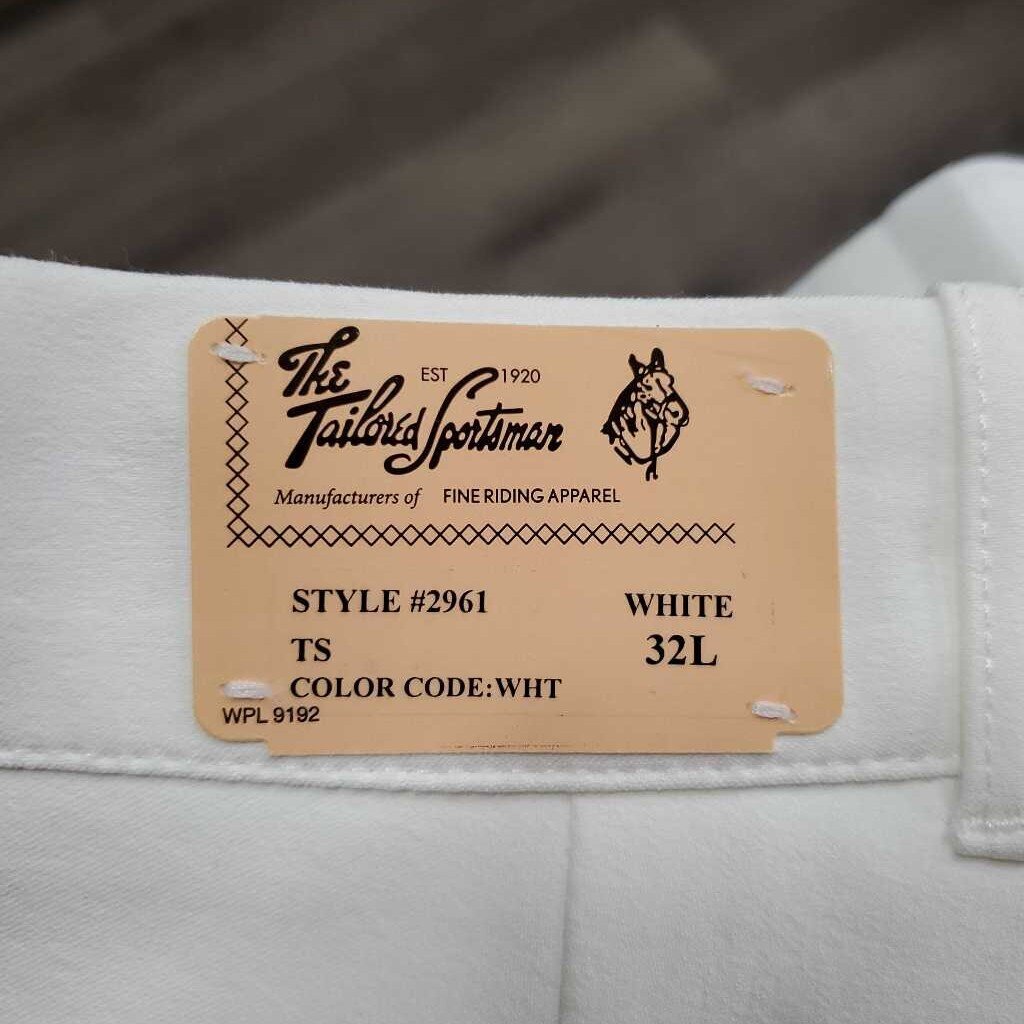 The
EST 1920
Tailored Sportsman
Manufacturers of FINE RIDING APPAREL
STYLE #2961 WHITE
TS 32L
COLOR CODE:WHT
WPL 9192